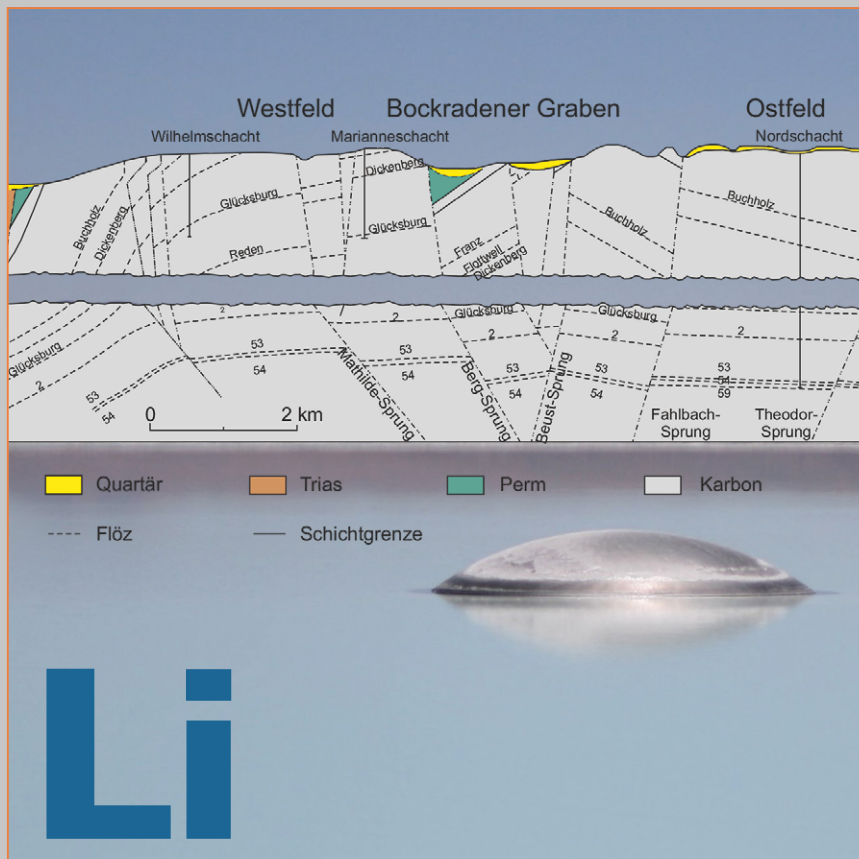 Westfeld
Bockradener Graben
Ostfeld
Wilhelmschacht
Marianneschacht
Nordschacht
Buchholz
Dickenberg
Glücksburg
Reden
Dickenberg
Glücksburg
Franz
Flottwell
Dickenberg
Buchholz
Buchholz
Glücksburg
2
53
54
2
53
54
Mathilde-Sprung
2
53
54
Berg-Sprung
Glücksburg
2
53
54
Beust-Sprung
Glücksburg
2
53
54
Fahlbach-
Sprung
2
53
54
59
Theodor-
Sprung
0
2 km
Quartär
Trias
Perm
Karbon
Flöz
Schichtgrenze
Li